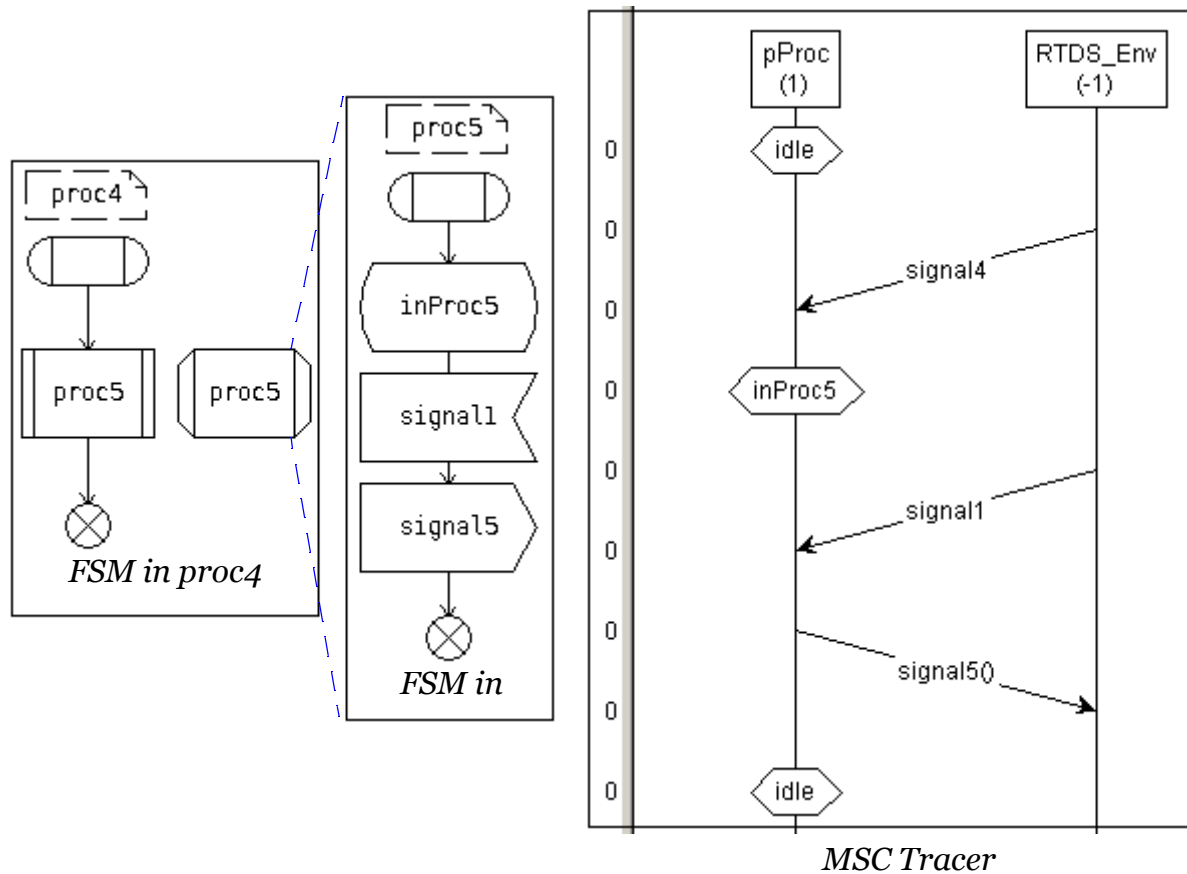 proc4
proc5
proc5
FSM in proc4
proc5
inProc5
signal1
signal5
FSM in
pProc
(1)
RTDS_Env
(-1)
0
idle
0
signal4
0
0
inProc5
0
signal1
0
0
signal5()
0
0
idle
MSC Tracer